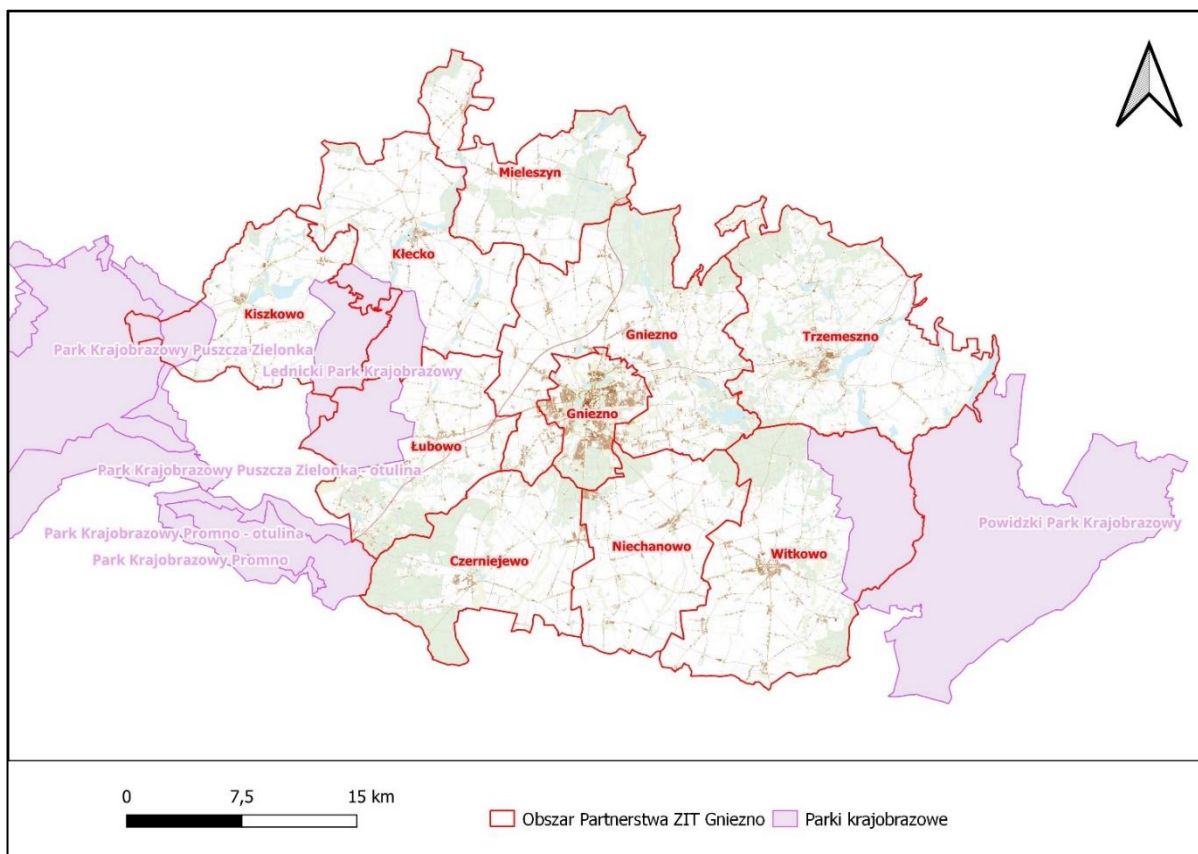 Mieleszyn
Kłecko
Kiszkowo
Gniezno
Trzemeszno
Park Krajobrazowy Puszcza Zielonka
Lednicki Park Krajobrazowy
Gniezno
Łubowo
Park Krajobrazowy Puszcza Zielonka - otulina
Powidzki Park Krajobrazowy
Park Krajobrazowy Promno - otulina
Niechanowo
Witkowo
Park Krajobrazowy Promno
Czerniejewo
0 7,5 15 km
Obszar Partnerstwa ZIT Gniezno Parki krajobrazowe